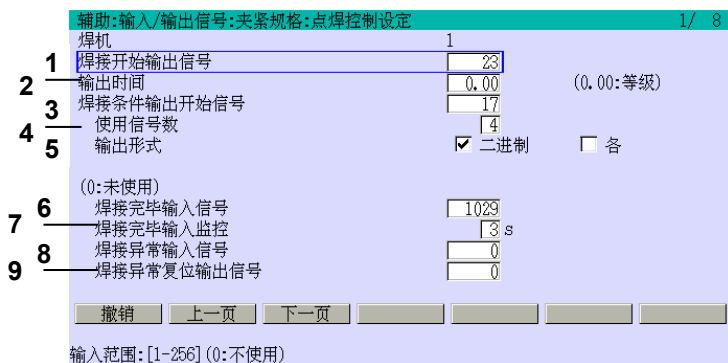 辅助:输入/输出信号:夹紧规格:点焊控制设定 1/ 8
焊机 1
1 焊接开始输出信号 23
2 输出时间 0.00 (0.00:等级)
3 焊接条件输出开始信号 17
4 使用信号数 4
5 输出形式 二进制 各
(0:未使用)
6 焊接完毕输入信号 1029
7 焊接完毕输入监控 3 s
8 焊接异常输入信号 0
9 焊接异常复位输出信号 0
撤销 上一页 下一页
输入范围:[1-256](0:不使用)